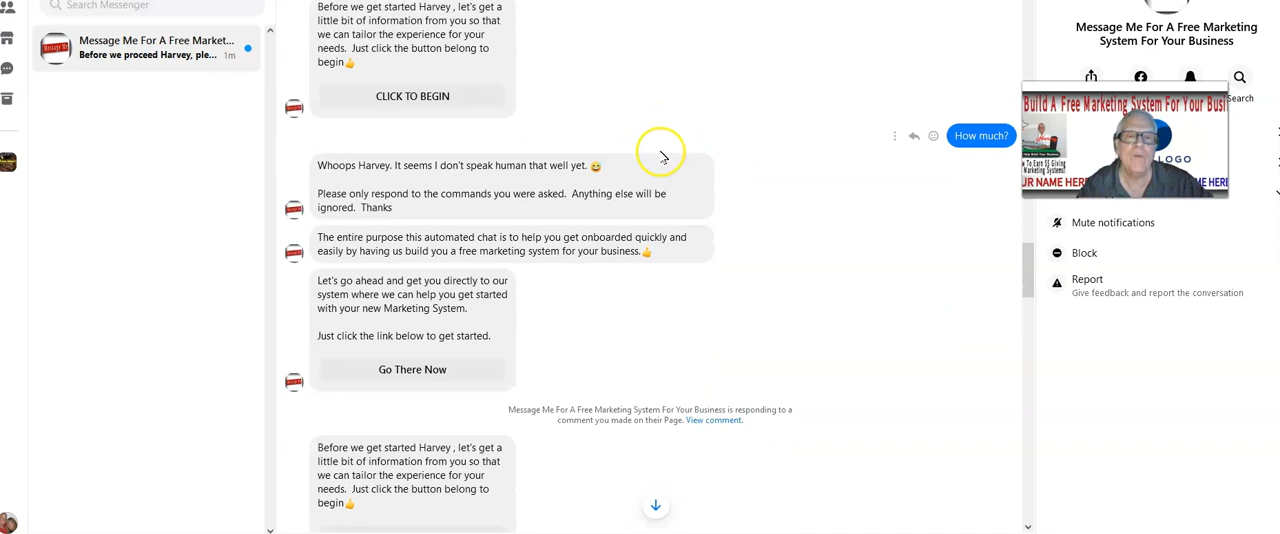 Search Messenger
Message Me For A Free Market...
Before we proceed Harvey, ple... 1m
Before we get started Harvey , let's get a
little bit of information from you so that
we can tailor the experience for your
needs. Just click the button belong to
begin👍
CLICK TO BEGIN
How much?
Whoops Harvey. It seems I don't speak human that well yet. 😅
Please only respond to the commands you were asked. Anything else will be
ignored. Thanks
The entire purpose this automated chat is to help you get onboarded quickly and
easily by having us build you a free marketing system for your business.👍
Let's go ahead and get you directly to our
system where we can help you get started
with your new Marketing System.
Just click the link below to get started.
Go There Now
Message Me For A Free Marketing System For Your Business is responding to a
comment you made on their Page. View comment.
Before we get started Harvey , let's get a
little bit of information from you so that
we can tailor the experience for your
needs. Just click the button belong to
begin👍
Message Me For A Free Marketing
System For Your Business
Search
Build A Free Marketing System For Your Busi
Help Build Your Business
How To Earn $$ Giving
Marketing Systems!
LOGO
UR NAME HERE
ME HERE
Mute notifications
Block
Report
Give feedback and report the conversation